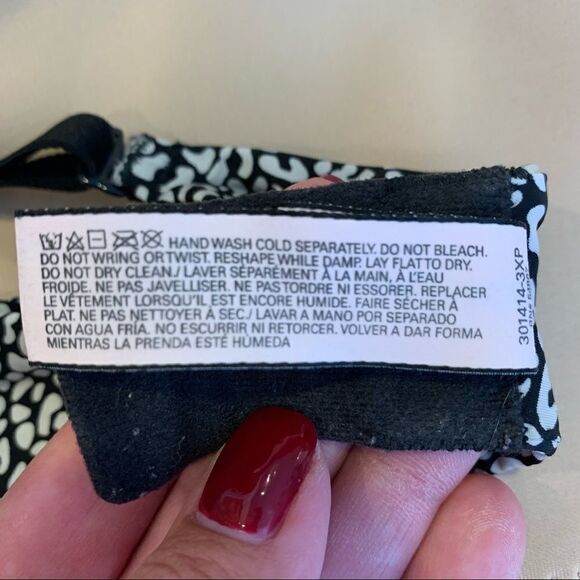 HAND WASH COLD SEPARATELY. DO NOT BLEACH.
DO NOT WRING OR TWIST. RESHAPE WHILE DAMP. LAY FLAT TO DRY.
DO NOT DRY CLEAN./ LAVER SÉPARÉMENT À LA MAIN, À L'EAU
FROIDE. NE PAS JAVELLISER. NE PAS TORDRE NI ESSORER. REPLACER
LE VÊTEMENT LORSQU'IL EST ENCORE HUMIDE. FAIRE SÉCHER À
PLAT. NE PAS NETTOYER À SEC./ LAVAR A MANO POR SEPARADO
CON AGUA FRÍA. NO ESCURRIR NI RETORCER. VOLVER A DAR FORMA
MIENTRAS LA PRENDA ESTÉ HÚMEDA
301414-3XP